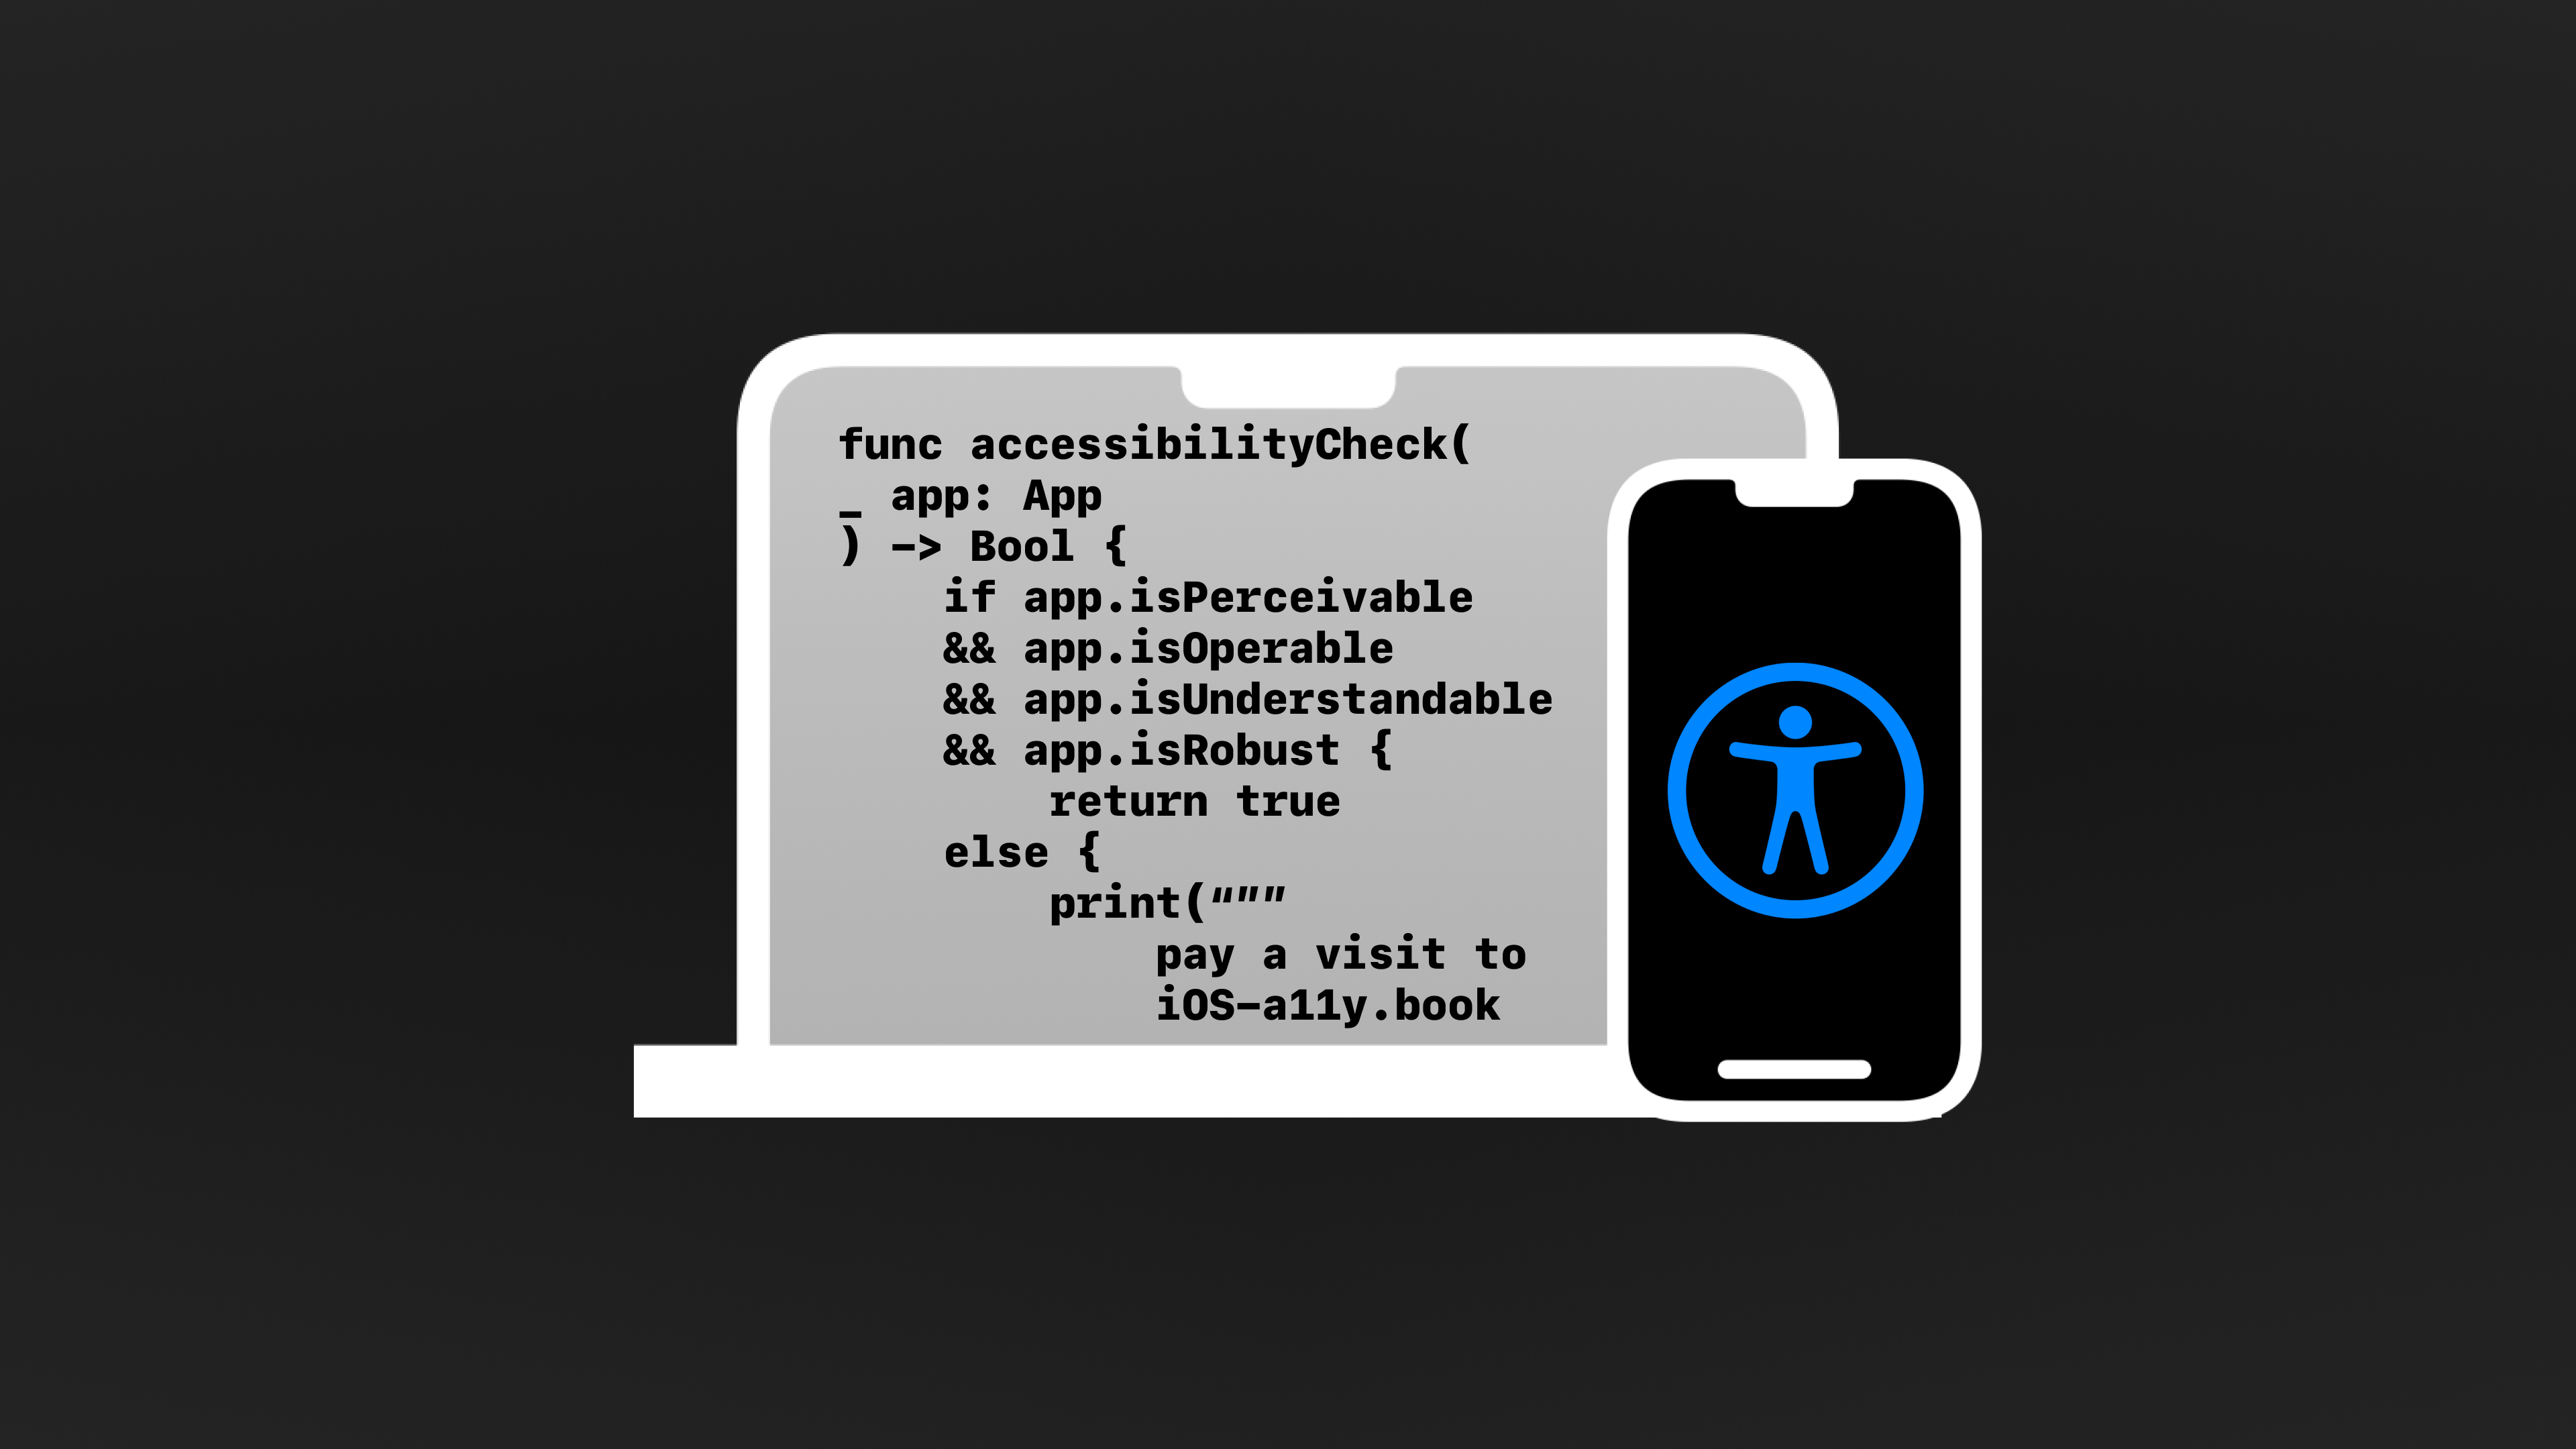 func accessibilityCheck(
_ app: App
) -> Bool {
    if app.isPerceivable
    && app.isOperable
    && app.isUnderstandable
    && app.isRobust {
        return true
    else {
        print(“””
            pay a visit to
            iOS-a11y.book